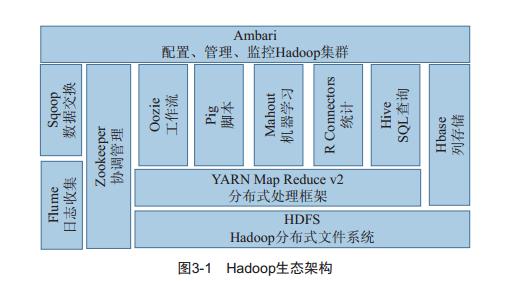 Ambari
配置、管理、监控Hadoop集群
Sqoop
数据交换
Flume
日志收集
Zookeeper
协调管理
Oozie
工作流
Pig
脚本
Mahout
机器学习
R Connectors
统计
Hive
SQL查询
Hbase
列存储
YARN Map Reduce v2
分布式处理框架
HDFS
Hadoop分布式文件系统
图3-1 Hadoop生态架构